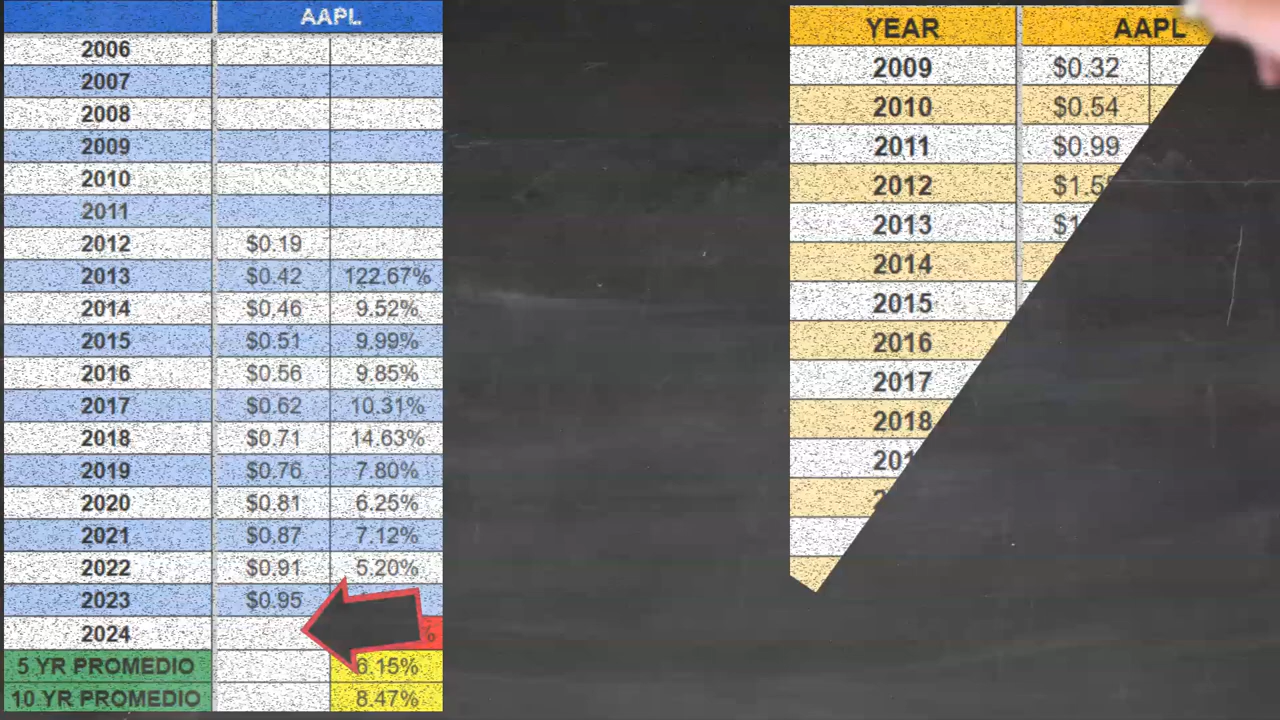 AAPL
2006
2007
2008
2009
2010
2011
2012 $0.19
2013 $0.42 122.67%
2014 $0.46 9.52%
2015 $0.51 9.99%
2016 $0.56 9.85%
2017 $0.62 10.31%
2018 $0.71 14.63%
2019 $0.76 7.80%
2020 $0.81 6.25%
2021 $0.87 7.12%
2022 $0.91 5.20%
2023 $0.95
2024 %
5 YR PROMEDIO 6.15%
10 YR PROMEDIO 8.47%
YEAR AAPL
2009 $0.32
2010 $0.54
2011 $0.99
2012 $1.5
2013 $1
2014
2015
2016
2017
2018